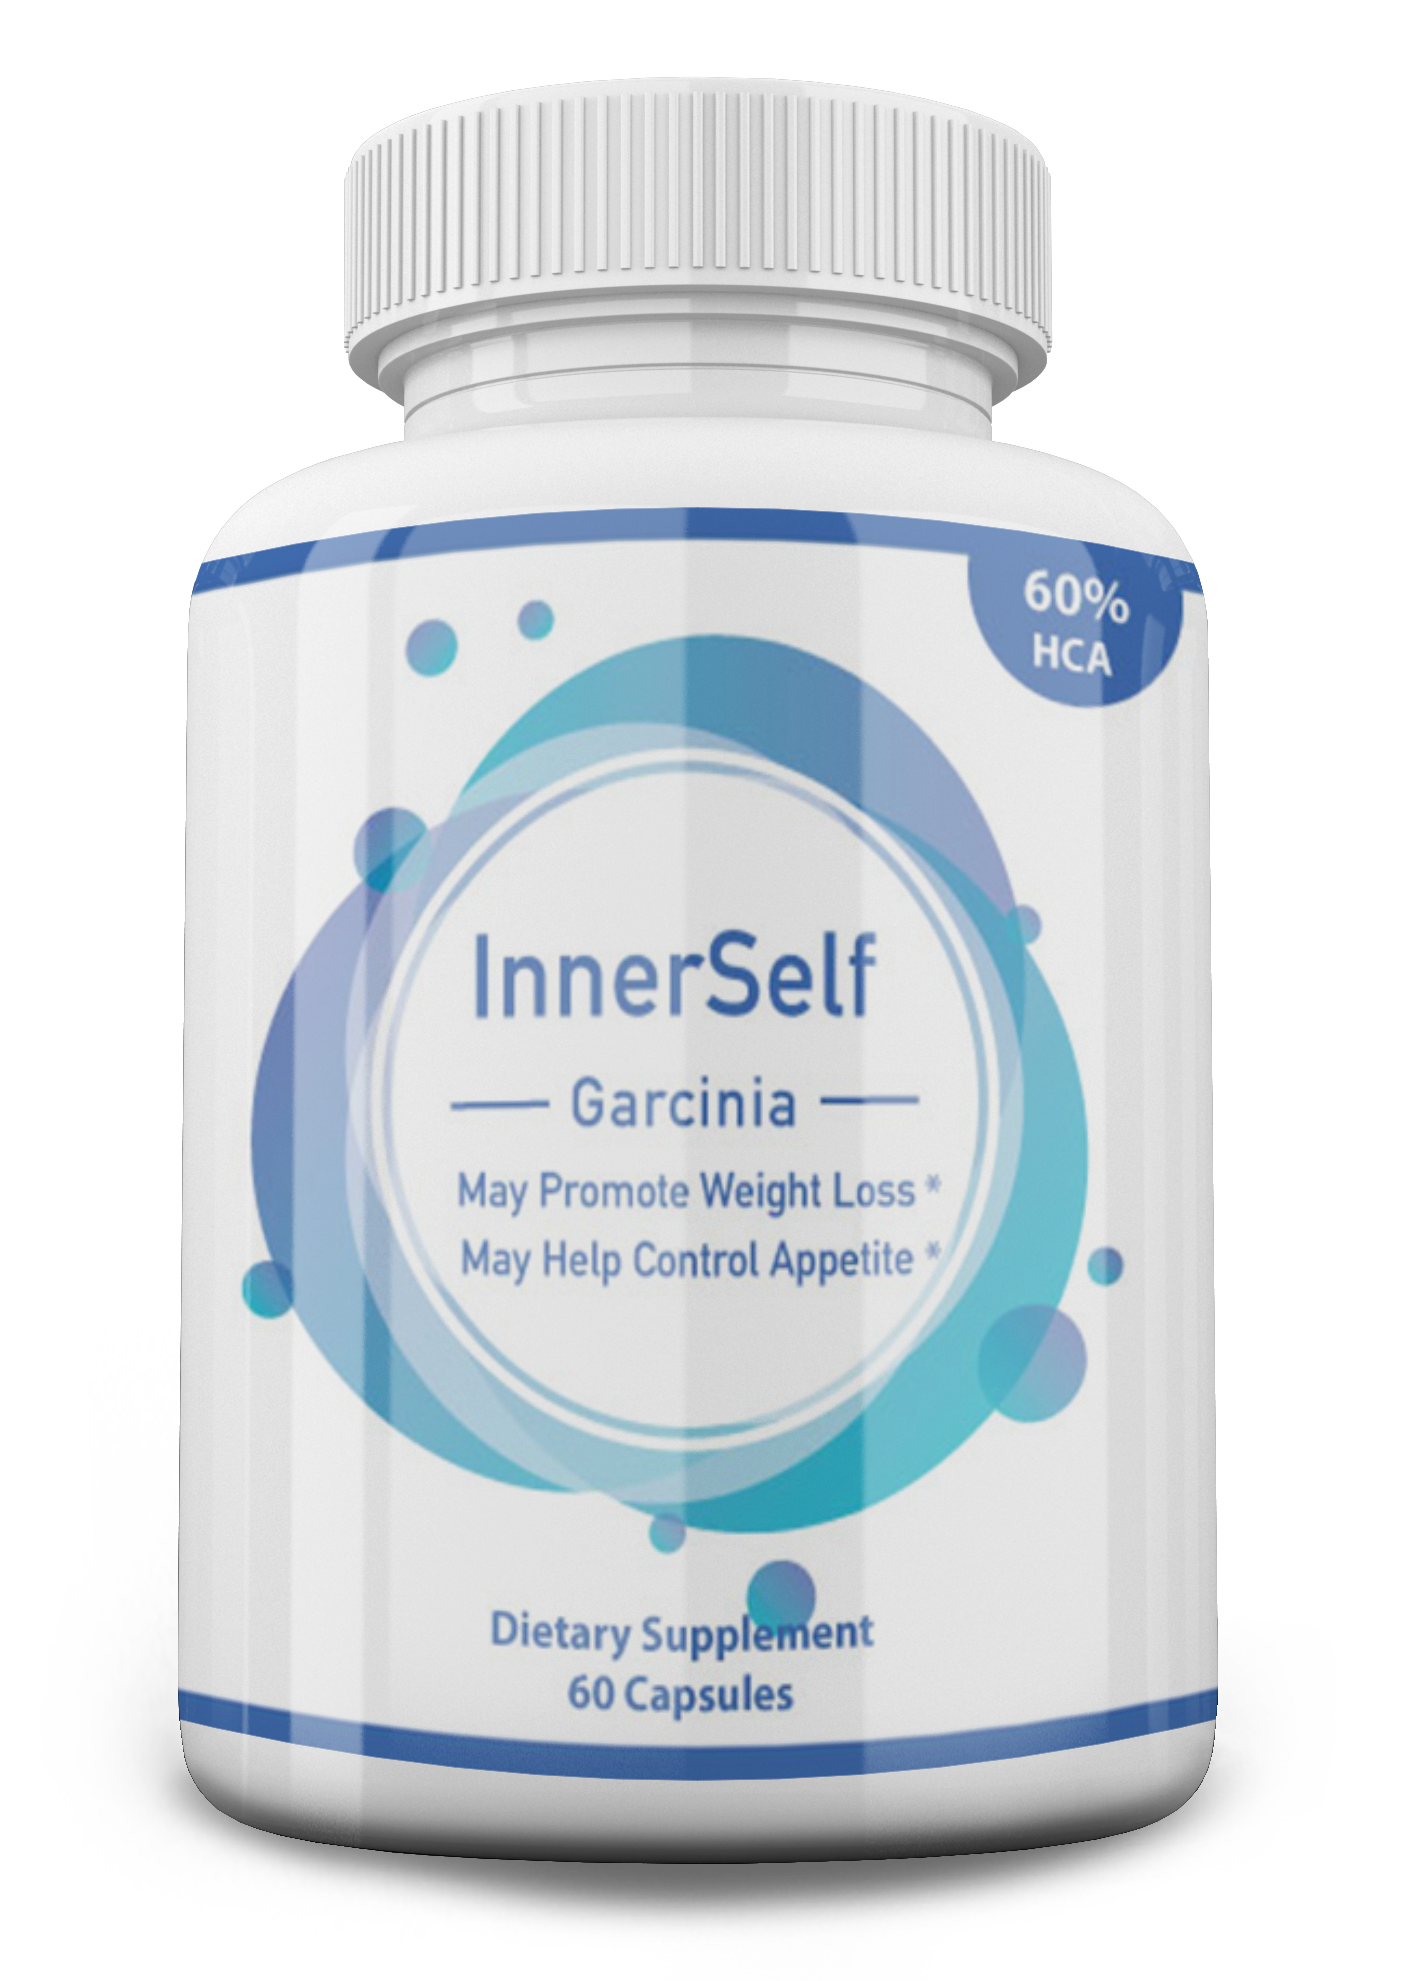 60%
HCA
InnerSelf
Garcinia
May Promote Weight Loss *
May Help Control Appetite *
Dietary Supplement
60 Capsules